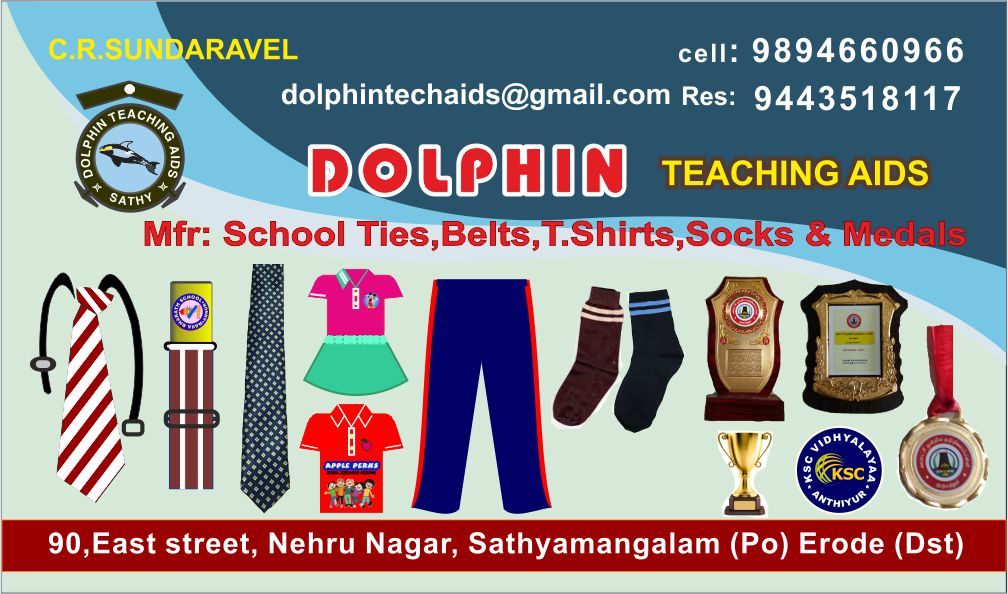 C.R.SUNDARAVEL
cell: 9894660966
dolphintechaids@gmail.com Res: 9443518117
DOLPHIN TEACHING AIDS
SATHY
DOLPHIN TEACHING AIDS
Mfr: School Ties,Belts,T.Shirts,Socks & Medals
APPLE PERKS
KSC VIDHYALAYAA
KSC
ANTHIYUR
90,East street, Nehru Nagar, Sathyamangalam (Po) Erode (Dst)